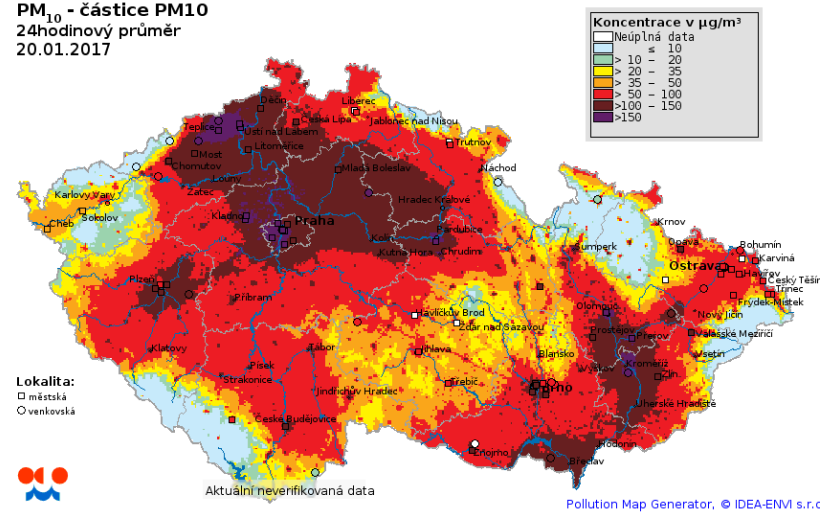 PM10 - částice PM10
24hodinový průměr
20.01.2017
Koncentrace v µg/m³
Neúplná data
≤ 10
> 10 - 20
> 20 - 35
> 35 - 50
> 50 - 100
>100 - 150
>150
Děčín
Liberec
Teplice
Česká Lípa
Jablonec nad Nisou
Ústí nad Labem
Litoměřice
Trutnov
Most
Chomutov
Mladá Boleslav
Náchod
Louny
Karlovy Vary
Žatec
Hradec Králové
Sokolov
Kladno
Praha
Cheb
Krnov
Pardubice
Kolín
Opava
Bohumín
Kutná Hora
Chrudim
Šumperk
Karviná
Ostrava
Havířov
Plzeň
Český Těšín
Třinec
Příbram
Frýdek-Místek
Olomouc
Havlíčkův Brod
Nový Jičín
Žďár nad Sázavou
Prostějov
Přerov
Valašské Meziříčí
Klatovy
Tábor
Jihlava
Blansko
Vsetín
Písek
Vyškov
Kroměříž
Strakonice
Třebíč
Zlín
Lokalita:
Brno
městská
Jindřichův Hradec
venkovská
Uherské Hradiště
České Budějovice
Hodonín
Znojmo
Břeclav
Aktuální neverifikovaná data
Pollution Map Generator, © IDEA-ENVI s.r.o